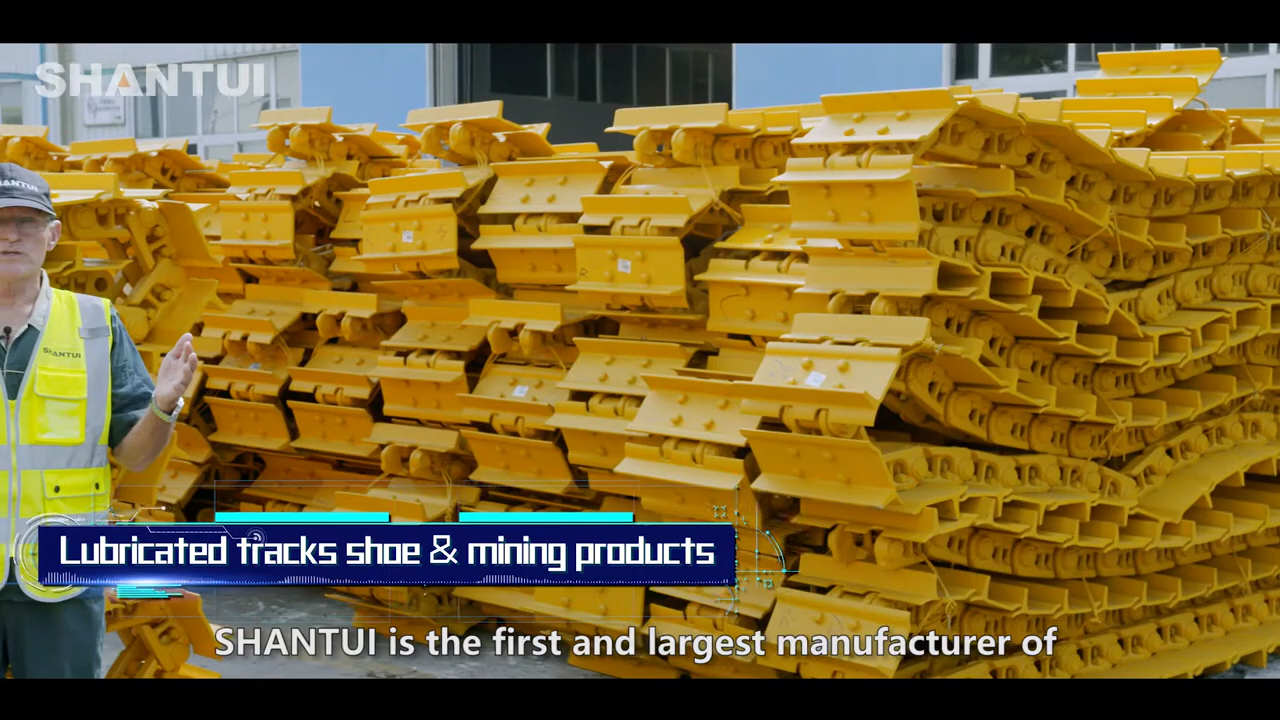 SHANTUI
SHANTUI
SHANTUI
Lubricated tracks shoe & mining products
SHANTUI is the first and largest manufacturer of